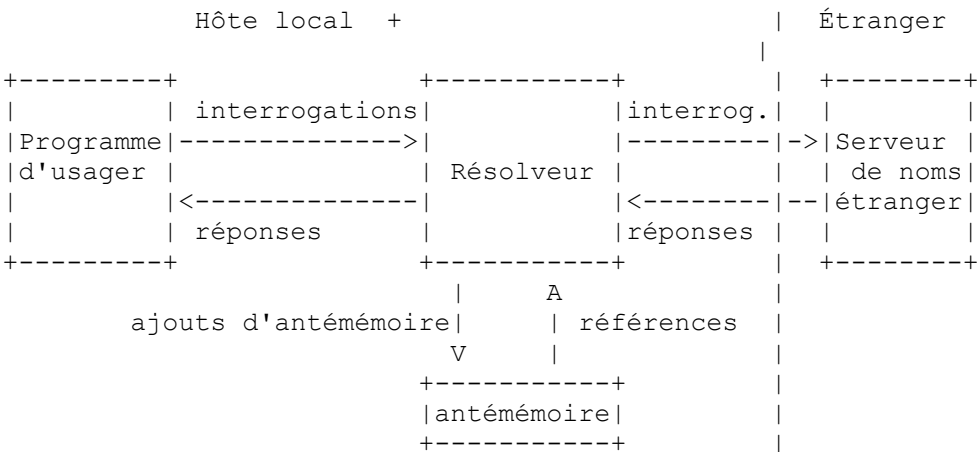 Hôte local + | Étranger
|
+---------+ +-----------+ | +--------+
| | interrogations| |interrog.| | |
|Programme|-------------->| |---------|->|Serveur
|d'usager | | Résolveur | | | de noms|
| |<--------------| |<--------|--|étranger|
| | réponses | |réponses | | |
+---------+ +-----------+ | +--------+
| A |
ajouts d'antémémoire| | références |
V | |
+-----------+ |
|antémémoire| |
+-----------+ |